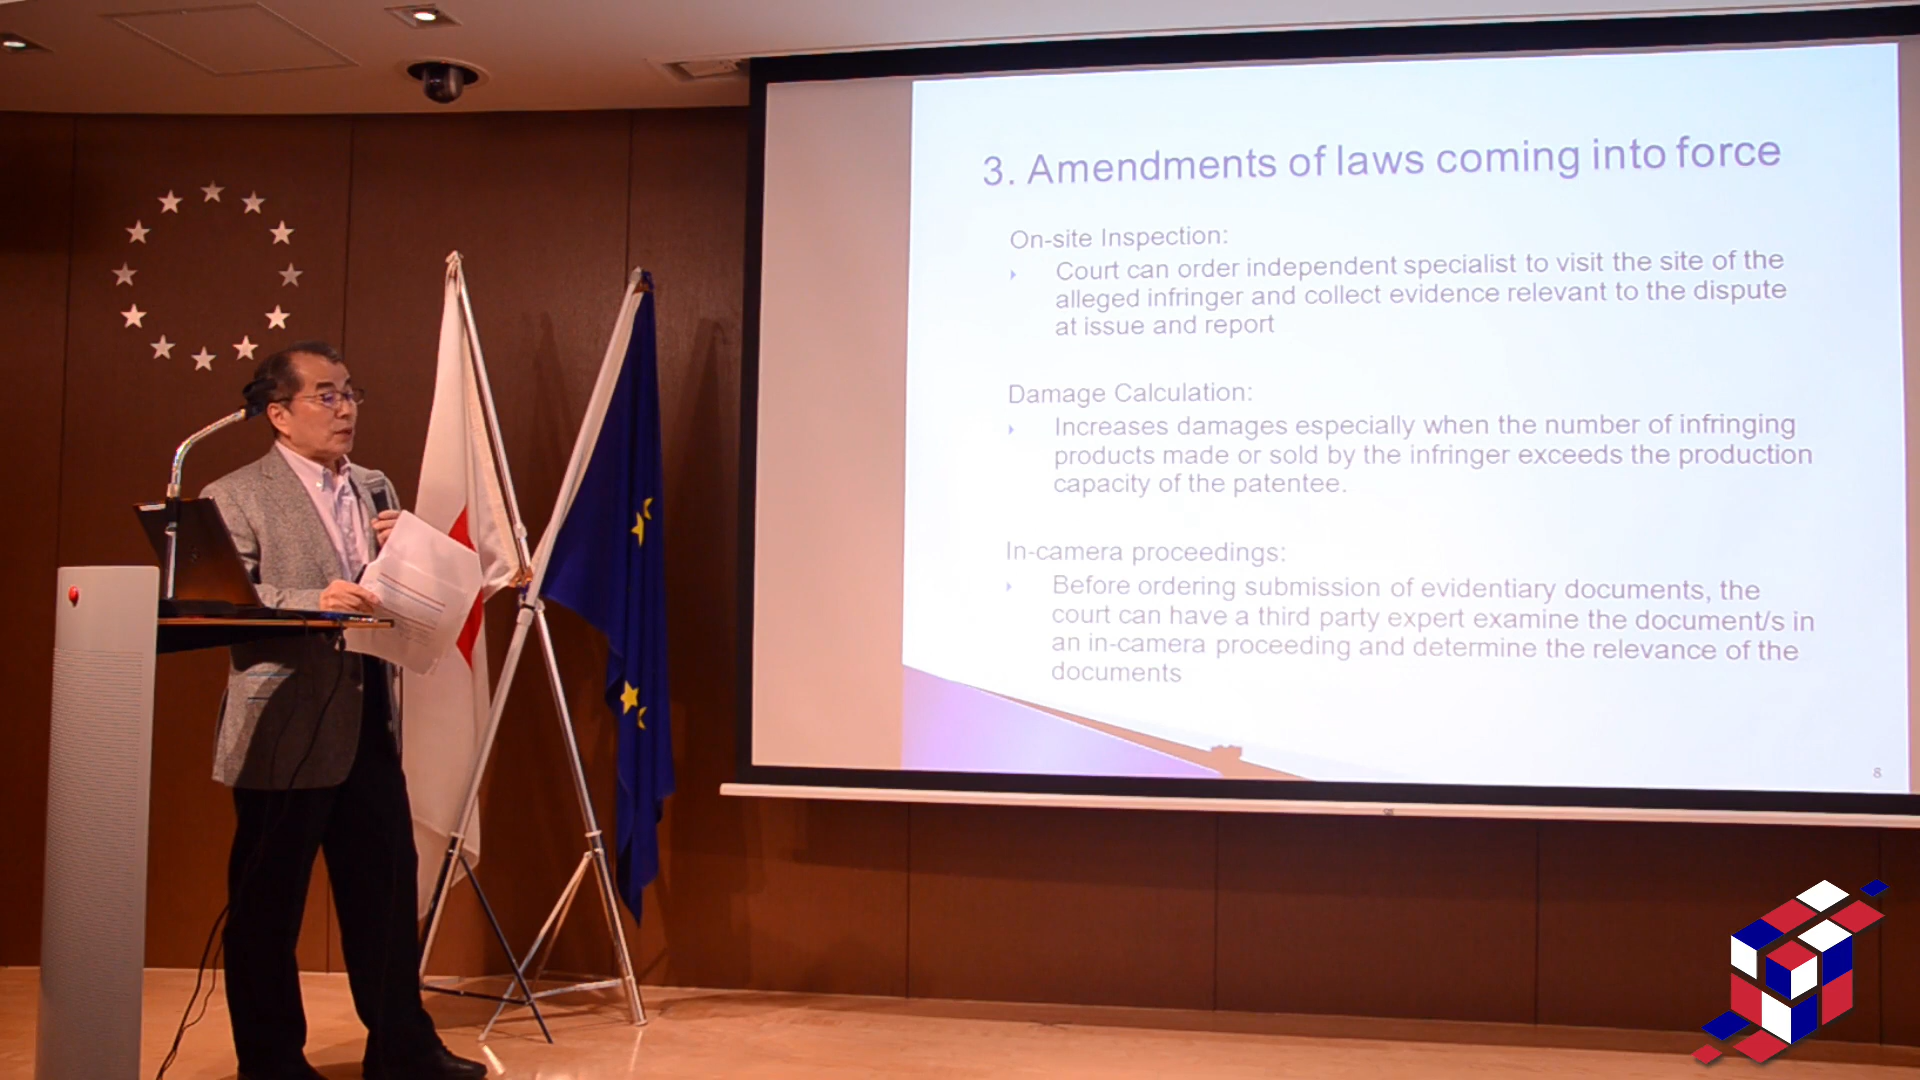 3. Amendments of laws coming into force
On-site Inspection:
Court can order independent specialist to visit the site of the
alleged infringer and collect evidence relevant to the dispute
at issue and report
Damage Calculation:
Increases damages especially when the number of infringing
products made or sold by the infringer exceeds the production
capacity of the patentee.
In-camera proceedings:
Before ordering submission of evidentiary documents, the
court can have a third party expert examine the document/s in
an in-camera proceeding and determine the relevance of the
documents
8